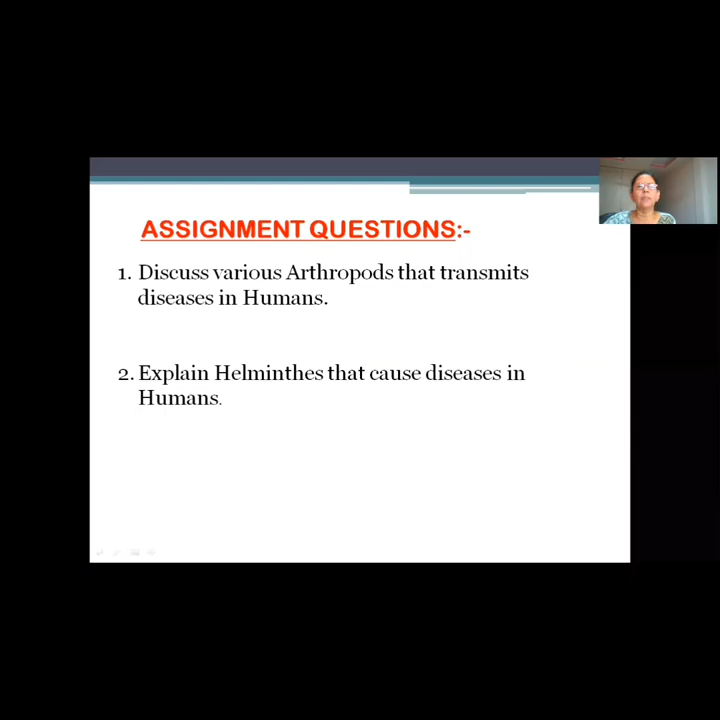 ASSIGNMENT QUESTIONS:-
1. Discuss various Arthropods that transmits
diseases in Humans.
2. Explain Helminthes that cause diseases in
Humans.